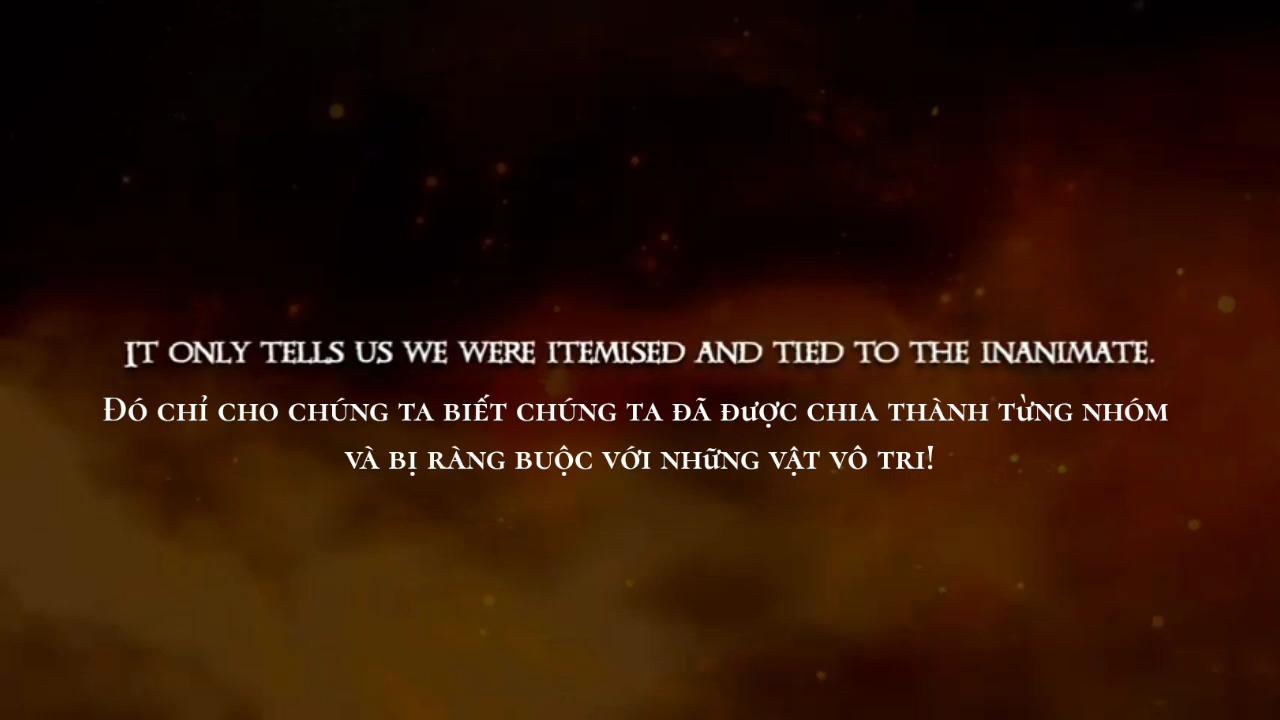 It only tells us we were itemised and tied to the inanimate.
Đó chỉ cho chúng ta biết chúng ta đã được chia thành từng nhóm
và bị ràng buộc với những vật vô tri!